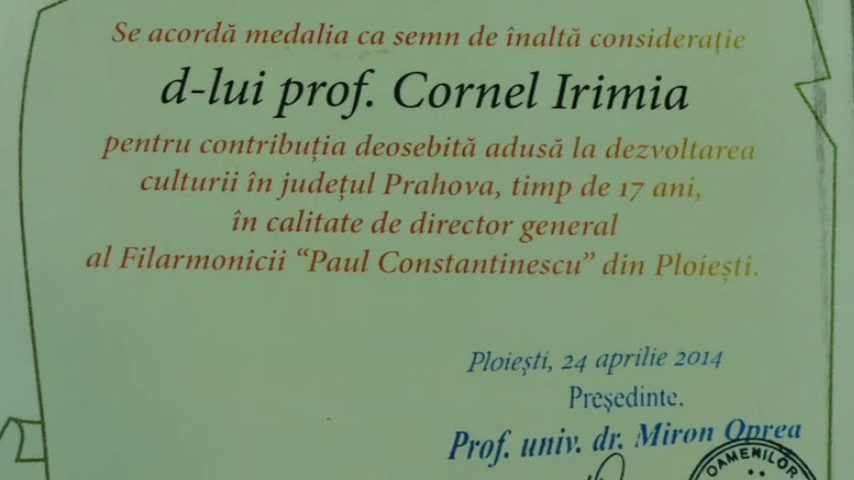 Se acordă medalia ca semn de înaltă considerație
d-lui prof. Cornel Irimia
pentru contribuția deosebită adusă la dezvoltarea
culturii în județul Prahova, timp de 17 ani,
în calitate de director general
al Filarmonicii “Paul Constantinescu” din Ploiești.
Ploiești, 24 aprilie 2014
Președinte.
Prof. univ. dr. Miron Oprea
OAMENILOR